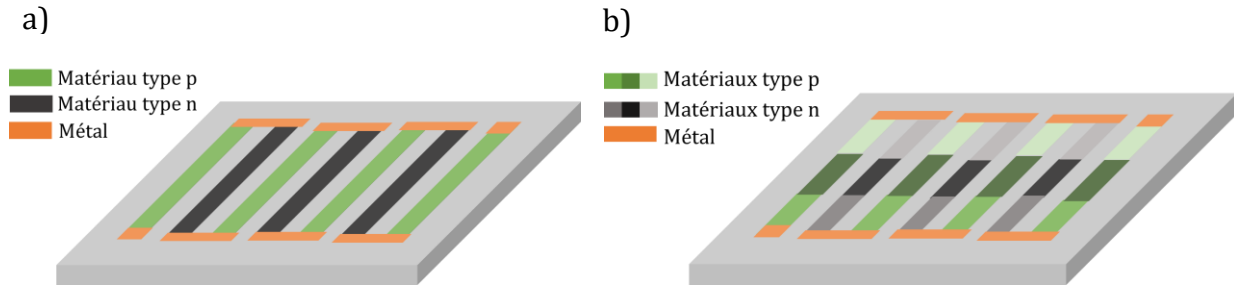 a)
Matériau type p
Matériau type n
Métal
b)
Matériaux type p
Matériaux type n
Métal